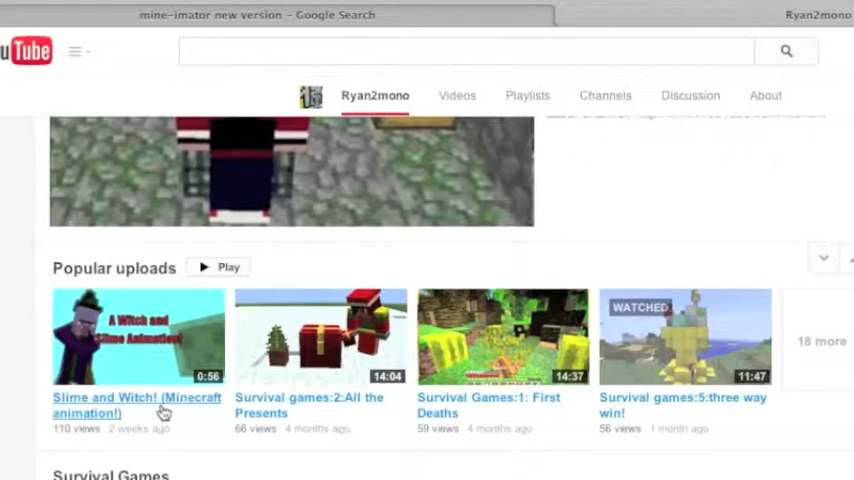 mine-imator new version - Google Search
Ryan2mono
uTube
Ryan2mono Videos Playlists Channels Discussion About
Popular uploads
Play
A Witch and
Slime Animation!
0:56
14:04
14:37
WATCHED
11:47
18 more
Slime and Witch! (Minecraft
animation!)
110 views 2 weeks ago
Survival games:2:All the
Presents
66 views 4 months ago
Survival Games:1: First
Deaths
59 views 4 months ago
Survival games:5:three way
win!
56 views 1 month ago
Survival Games